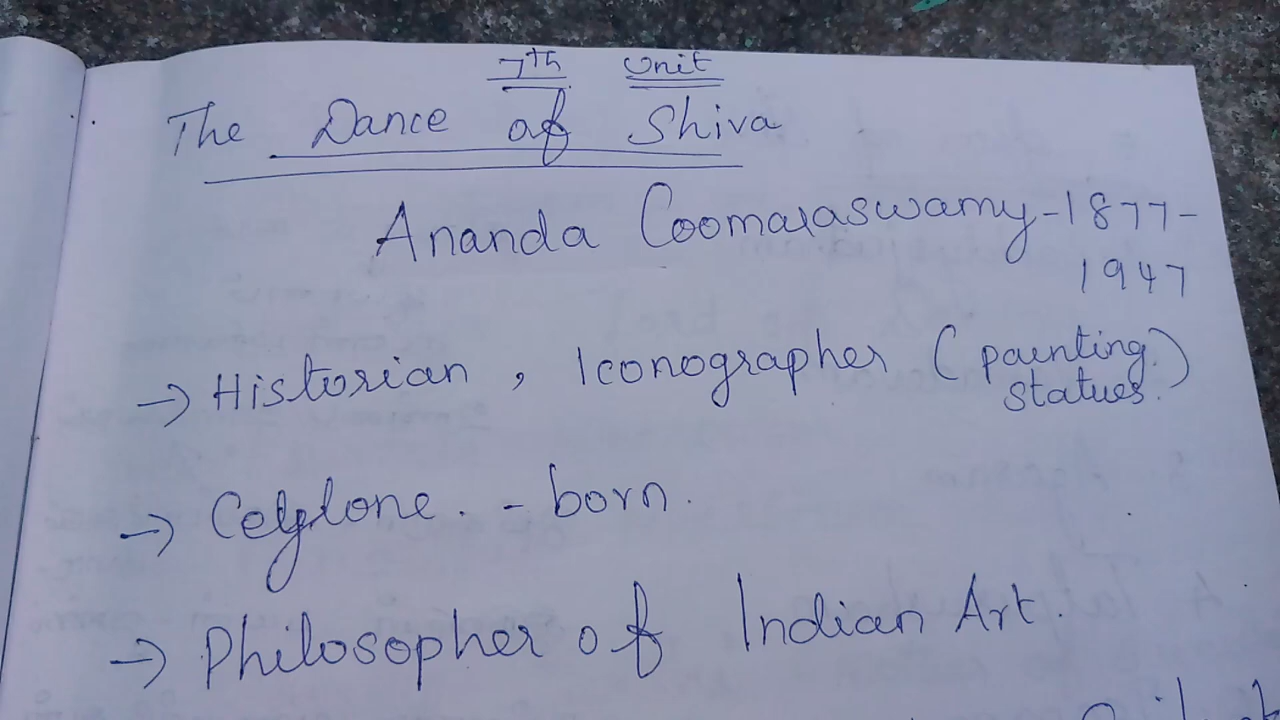 7th Unit
The Dance of Shiva
Ananda Coomaraswamy - 1877 -
1947
→ Historian , Iconographer ( painting
statues. )
→ Ceylone . - born .
→ Philosopher of Indian Art .